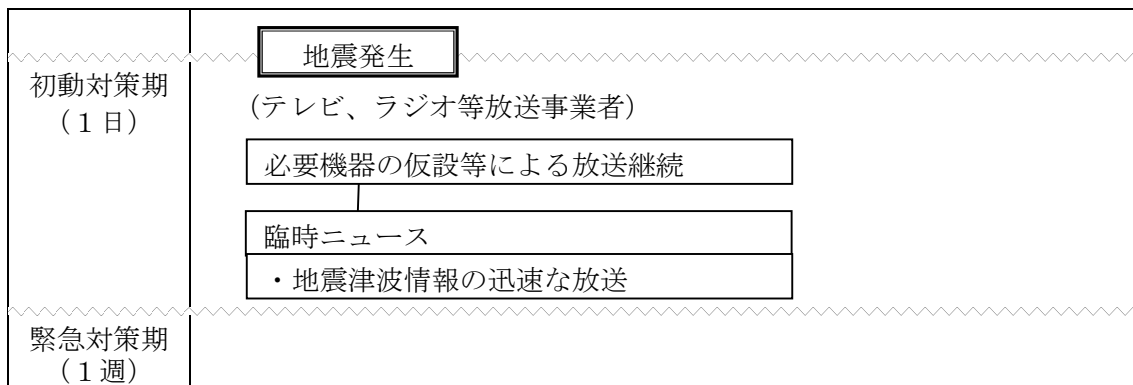 地震発生
初動対策期
（１日）
（テレビ、ラジオ等放送事業者）
必要機器の仮設等による放送継続
臨時ニュース
・地震津波情報の迅速な放送
緊急対策期
（１週）